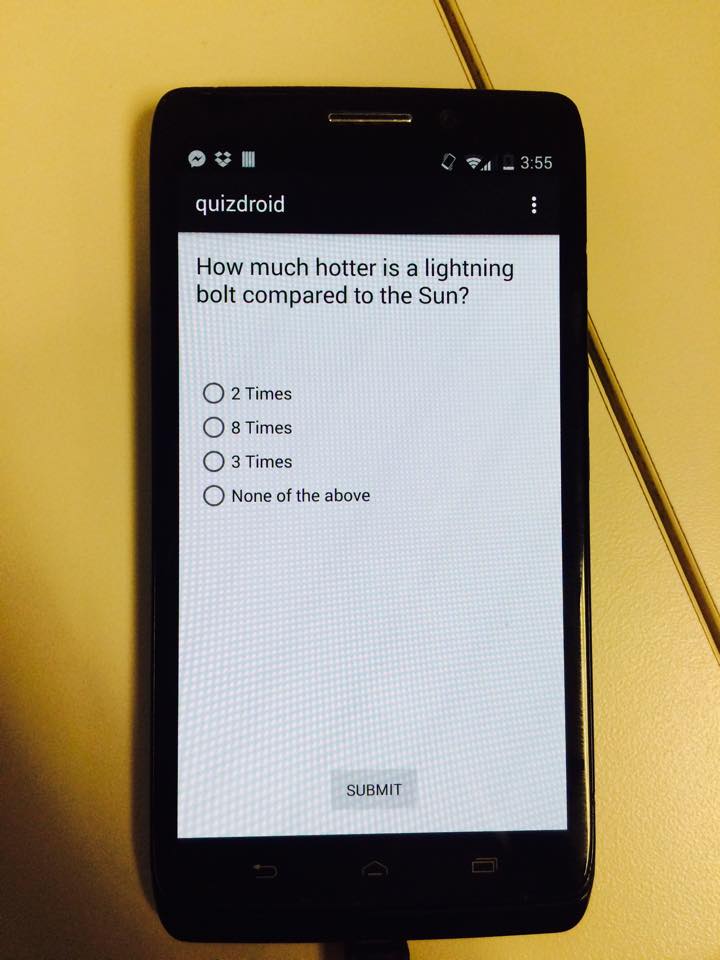 3:55
quizdroid
How much hotter is a lightning
bolt compared to the Sun?
2 Times
8 Times
3 Times
None of the above
SUBMIT